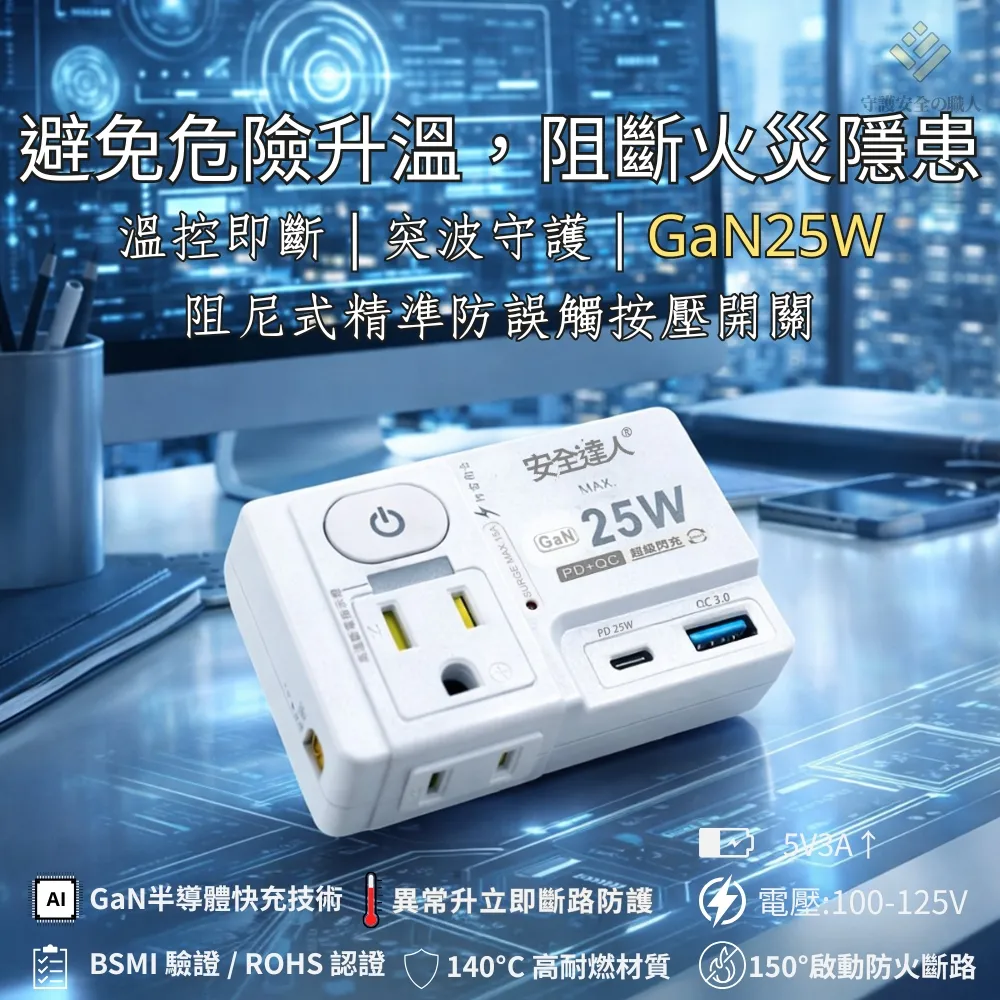 守護安全の職人
避免危險升溫，阻斷火災隱患
溫控即斷 | 突波守護 | GaN25W
阻尼式精準防誤觸按壓開關
安全達人®
MAX.
GaN 25W
PD+QC 超級閃充
SURGE MAX.15A
QC 3.0
PD 25W
5V3A↑
AI GaN半導體快充技術
異常升立即斷路防護
電壓:100-125V
BSMI 驗證 / ROHS 認證
140°C 高耐燃材質
150°啟動防火斷路